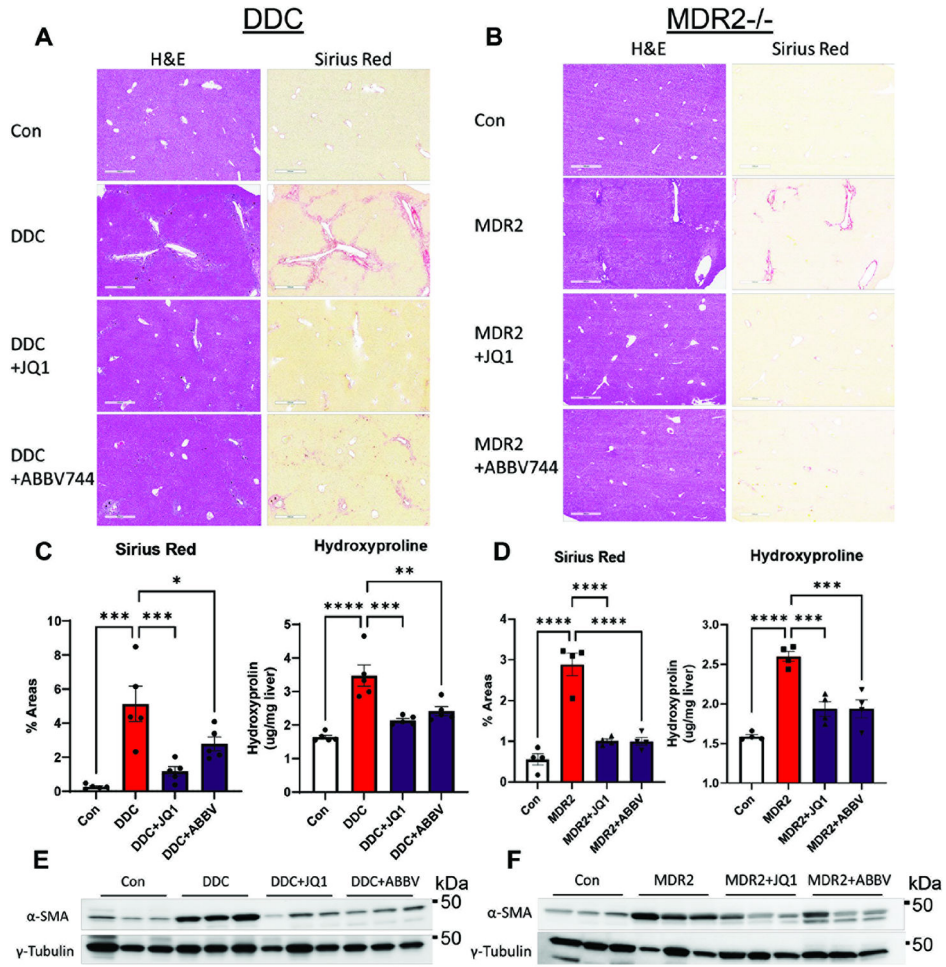 DDC
MDR2-/-
A
B
H&E
Sirius Red
H&E
Sirius Red
Con
DDC
DDC
+JQ1
DDC
+ABBV744
Con
MDR2
MDR2
+JQ1
MDR2
+ABBV744
C
Sirius Red
*
***
***
% Areas
10
8
6
4
2
0
Con
DDC
DDC+JQ1
DDC+ABBV
Hydroxyproline
**
****
***
Hydroxyprolin
(ug/mg liver)
5
4
3
2
1
0
Con
DDC
DDC+JQ1
DDC+ABBV
D
Sirius Red
****
****
****
% Areas
4
3
2
1
0
Con
MDR2
MDR2+JQ1
MDR2+ABBV
Hydroxyproline
***
****
***
Hydroxyprolin
(ug/mg liver)
3.0
2.5
2.0
1.5
1.0
Con
MDR2
MDR2+JQ1
MDR2+ABBV
E
Con
DDC
DDC+JQ1
DDC+ABBV
kDa
α-SMA
50
γ-Tubulin
50
F
Con
MDR2
MDR2+JQ1
MDR2+ABBV
kDa
α-SMA
50
γ-Tubulin
50